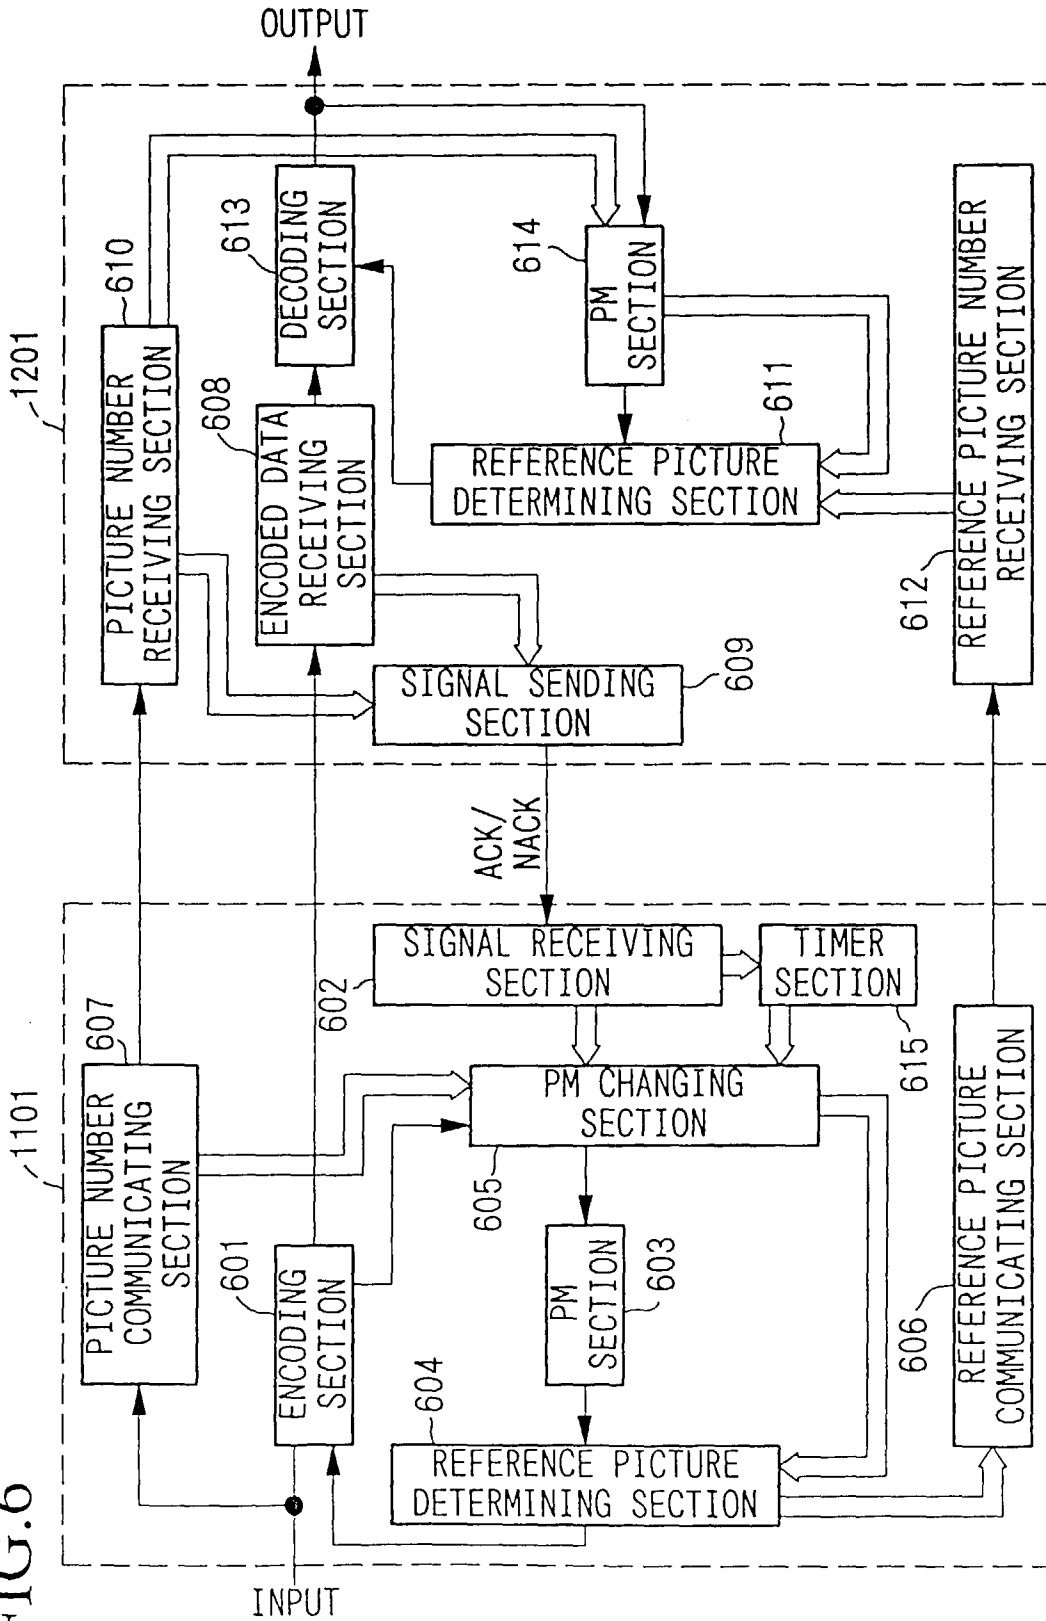 FIG.6
1101
1201
INPUT
PICTURE NUMBER
COMMUNICATING
SECTION
607
ENCODING
SECTION
601
REFERENCE PICTURE
DETERMINING SECTION
604
PM
SECTION
603
PM CHANGING
SECTION
605
SIGNAL RECEIVING
SECTION
602
TIMER
SECTION
615
REFERENCE PICTURE
COMMUNICATING SECTION
606
ACK/
NACK
PICTURE NUMBER
RECEIVING SECTION
610
ENCODED DATA
RECEIVING
SECTION
608
SIGNAL SENDING
SECTION
609
DECODING
SECTION
613
PM
SECTION
614
REFERENCE PICTURE
DETERMINING SECTION
611
REFERENCE PICTURE NUMBER
RECEIVING SECTION
612
OUTPUT